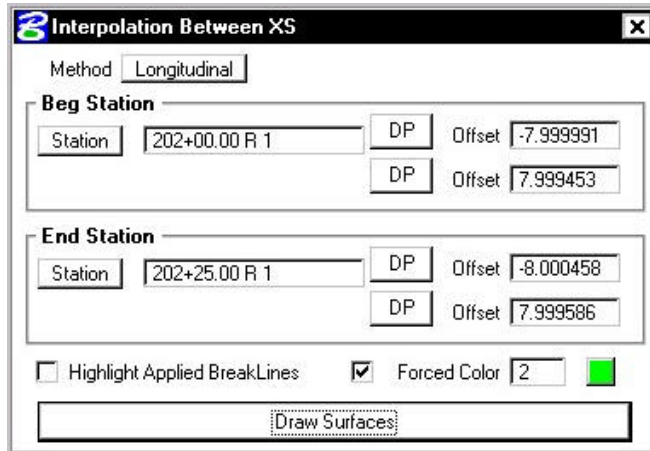 Interpolation Between XS
Method Longitudinal
Beg Station
Station 202+00.00 R 1 DP Offset -7.999991
DP Offset 7.999453
End Station
Station 202+25.00 R 1 DP Offset -8.000458
DP Offset 7.999586
Highlight Applied BreakLines Forced Color 2
Draw Surfaces